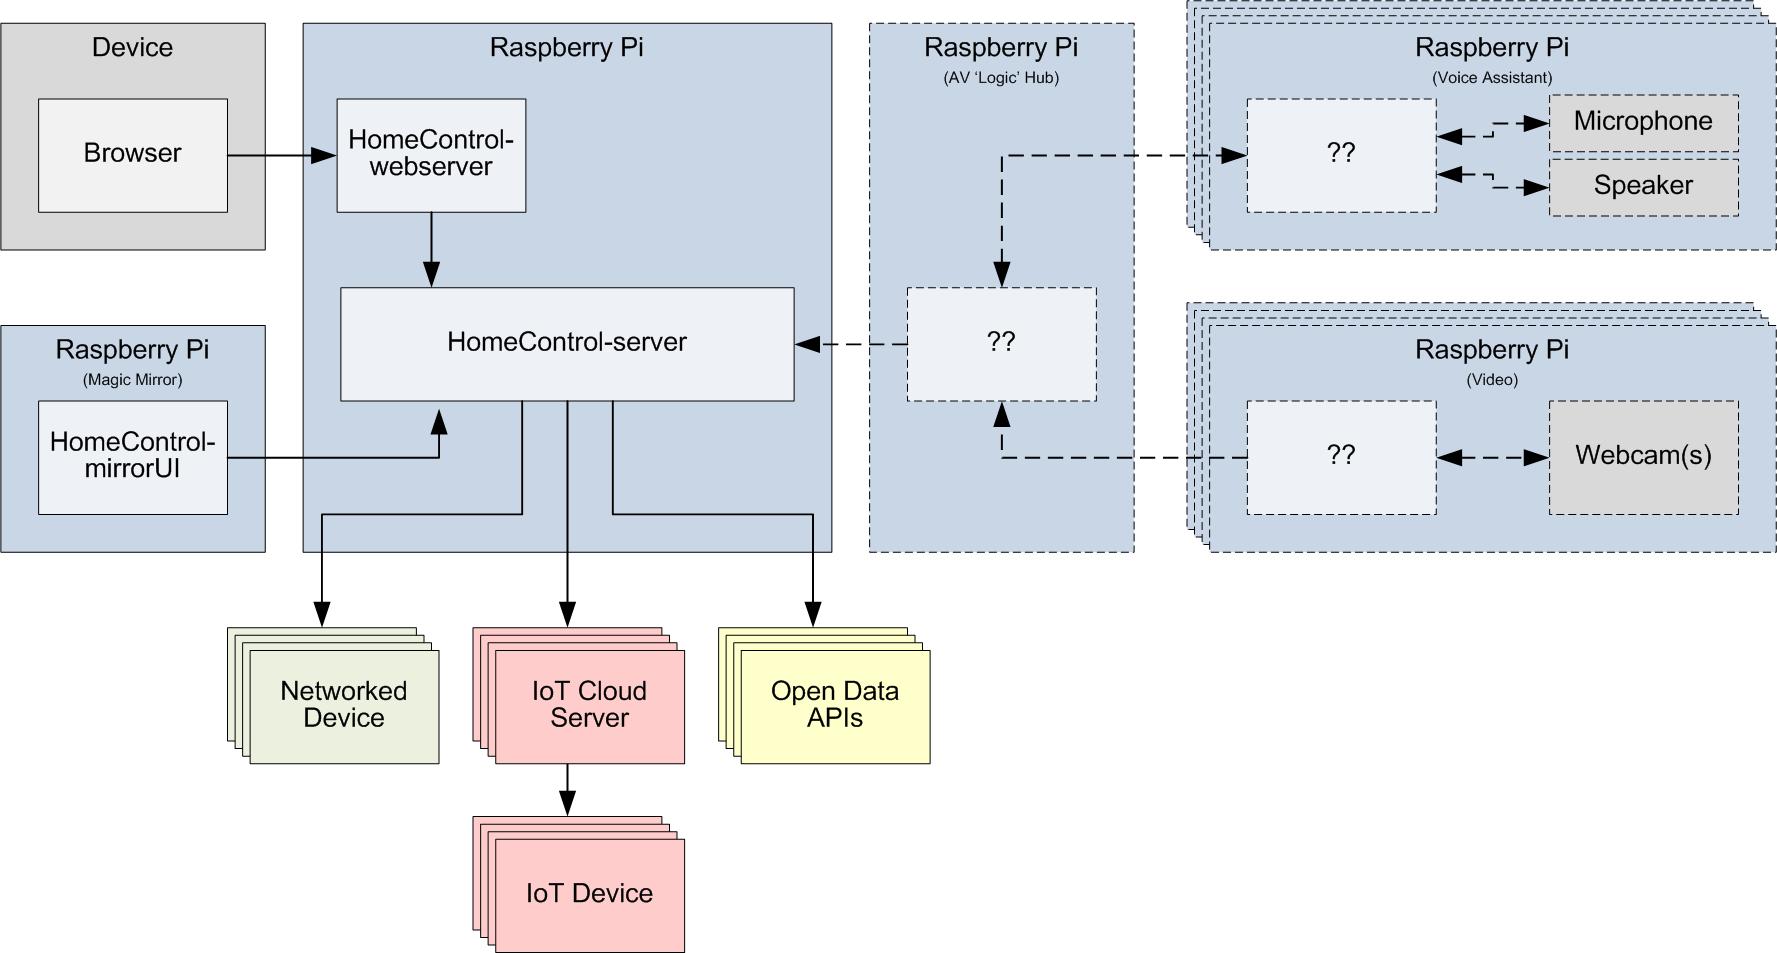 Device
Browser
Raspberry Pi
HomeControl-
webserver
HomeControl-server
Raspberry Pi
(Magic Mirror)
HomeControl-
mirrorUI
Raspberry Pi
(AV ‘Logic’ Hub)
??
Raspberry Pi
(Voice Assistant)
??
Microphone
Speaker
Raspberry Pi
(Video)
??
Webcam(s)
Networked
Device
IoT Cloud
Server
Open Data
APIs
IoT Device